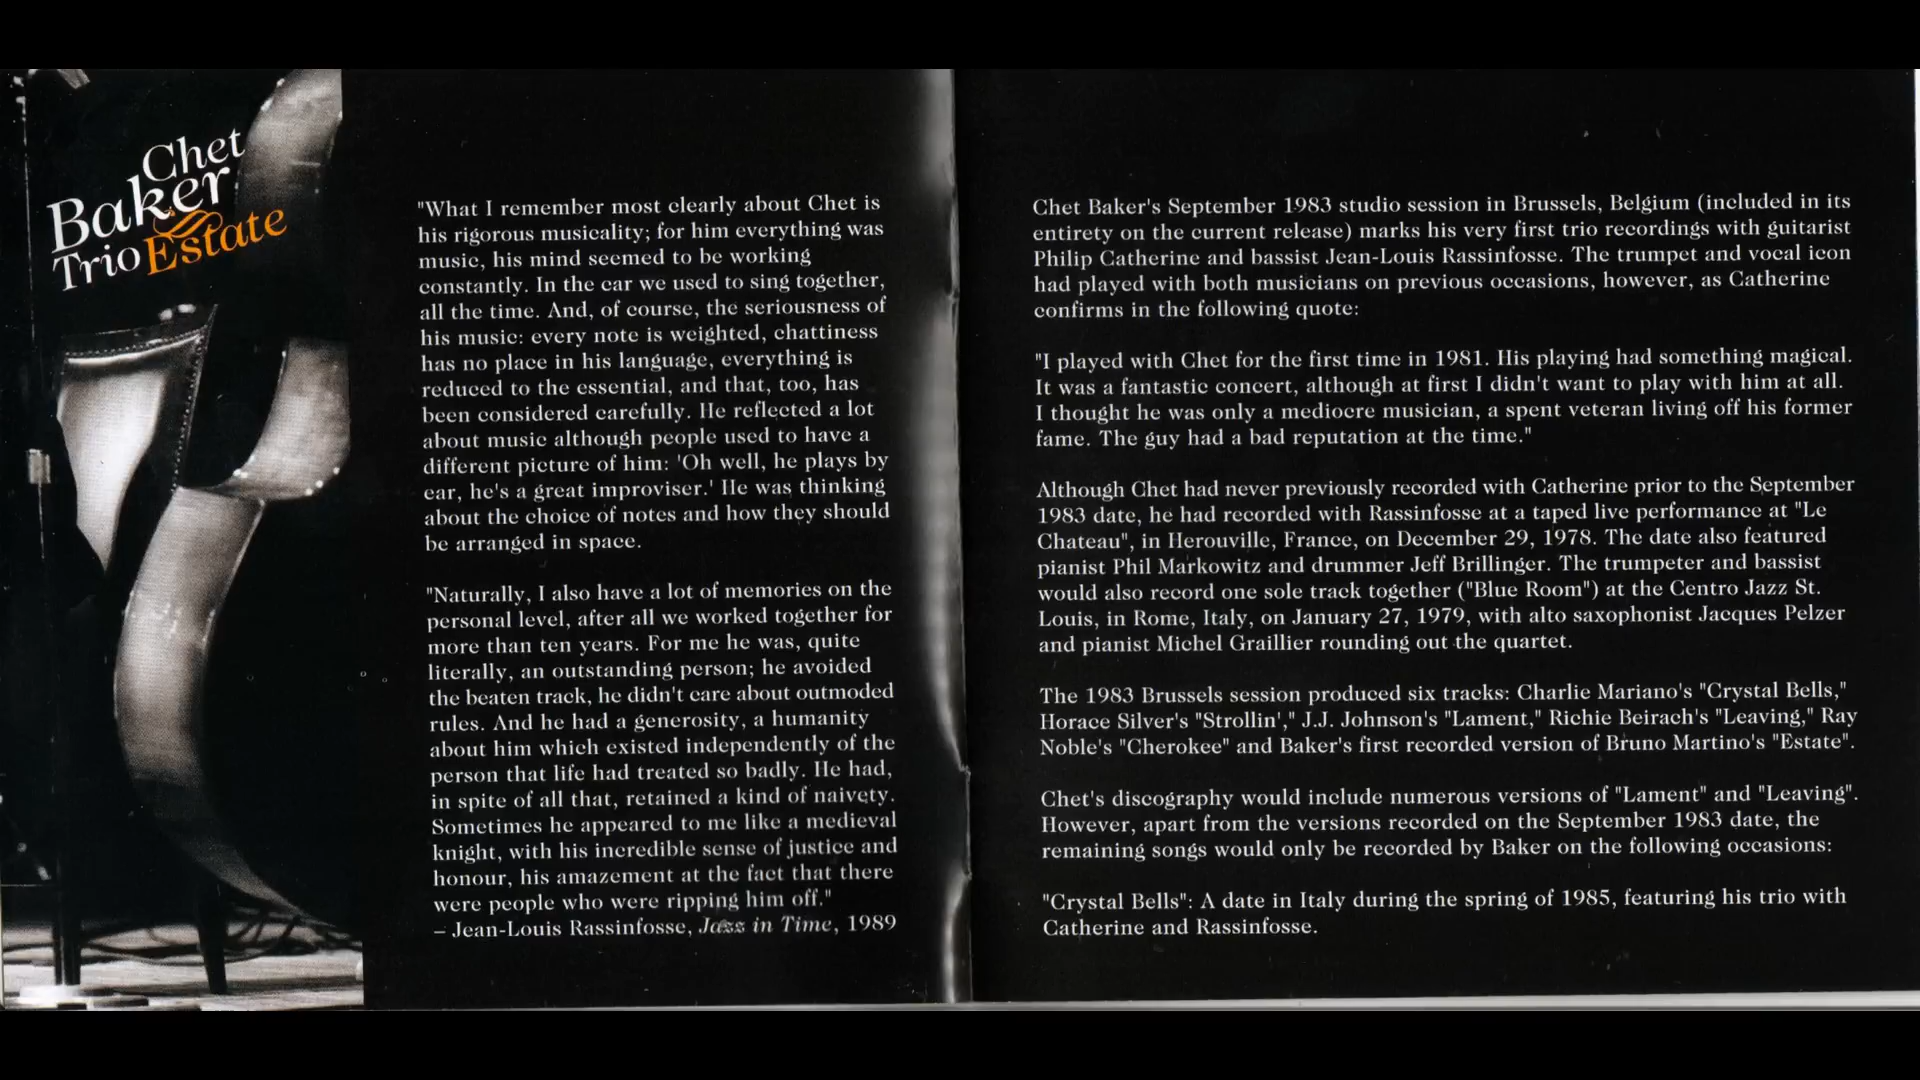 Chet
Baker
Trio Estate
"What I remember most clearly about Chet is
his rigorous musicality; for him everything was
music, his mind seemed to be working
constantly. In the car we used to sing together,
all the time. And, of course, the seriousness of
his music: every note is weighted, chattiness
has no place in his language, everything is
reduced to the essential, and that, too, has
been considered carefully. He reflected a lot
about music although people used to have a
different picture of him: 'Oh well, he plays by
ear, he's a great improviser.' He was thinking
about the choice of notes and how they should
be arranged in space.
"Naturally, I also have a lot of memories on the
personal level, after all we worked together for
more than ten years. For me he was, quite
literally, an outstanding person; he avoided
the beaten track, he didn't care about outmoded
rules. And he had a generosity, a humanity
about him which existed independently of the
person that life had treated so badly. He had,
in spite of all that, retained a kind of naivety.
Sometimes he appeared to me like a medieval
knight, with his incredible sense of justice and
honour, his amazement at the fact that there
were people who were ripping him off."
– Jean-Louis Rassinfosse, Jazz in Time, 1989
Chet Baker's September 1983 studio session in Brussels, Belgium (included in its
entirety on the current release) marks his very first trio recordings with guitarist
Philip Catherine and bassist Jean-Louis Rassinfosse. The trumpet and vocal icon
had played with both musicians on previous occasions, however, as Catherine
confirms in the following quote:
"I played with Chet for the first time in 1981. His playing had something magical.
It was a fantastic concert, although at first I didn't want to play with him at all.
I thought he was only a mediocre musician, a spent veteran living off his former
fame. The guy had a bad reputation at the time."
Although Chet had never previously recorded with Catherine prior to the September
1983 date, he had recorded with Rassinfosse at a taped live performance at "Le
Chateau", in Herouville, France, on December 29, 1978. The date also featured
pianist Phil Markowitz and drummer Jeff Brillinger. The trumpeter and bassist
would also record one sole track together ("Blue Room") at the Centro Jazz St.
Louis, in Rome, Italy, on January 27, 1979, with alto saxophonist Jacques Pelzer
and pianist Michel Graillier rounding out the quartet.
The 1983 Brussels session produced six tracks: Charlie Mariano's "Crystal Bells,"
Horace Silver's "Strollin'," J.J. Johnson's "Lament," Richie Beirach's "Leaving," Ray
Noble's "Cherokee" and Baker's first recorded version of Bruno Martino's "Estate".
Chet's discography would include numerous versions of "Lament" and "Leaving".
However, apart from the versions recorded on the September 1983 date, the
remaining songs would only be recorded by Baker on the following occasions:
"Crystal Bells": A date in Italy during the spring of 1985, featuring his trio with
Catherine and Rassinfosse.